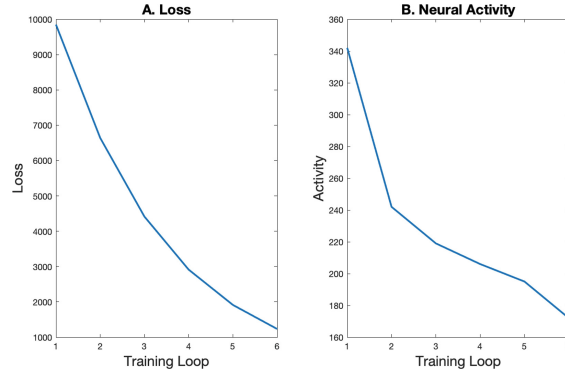 A. Loss
10000
9000
8000
7000
6000
5000
4000
3000
2000
1000
Loss
1 2 3 4 5 6
Training Loop
B. Neural Activity
360
340
320
300
280
260
240
220
200
180
160
Activity
1 2 3 4 5
Training Loop